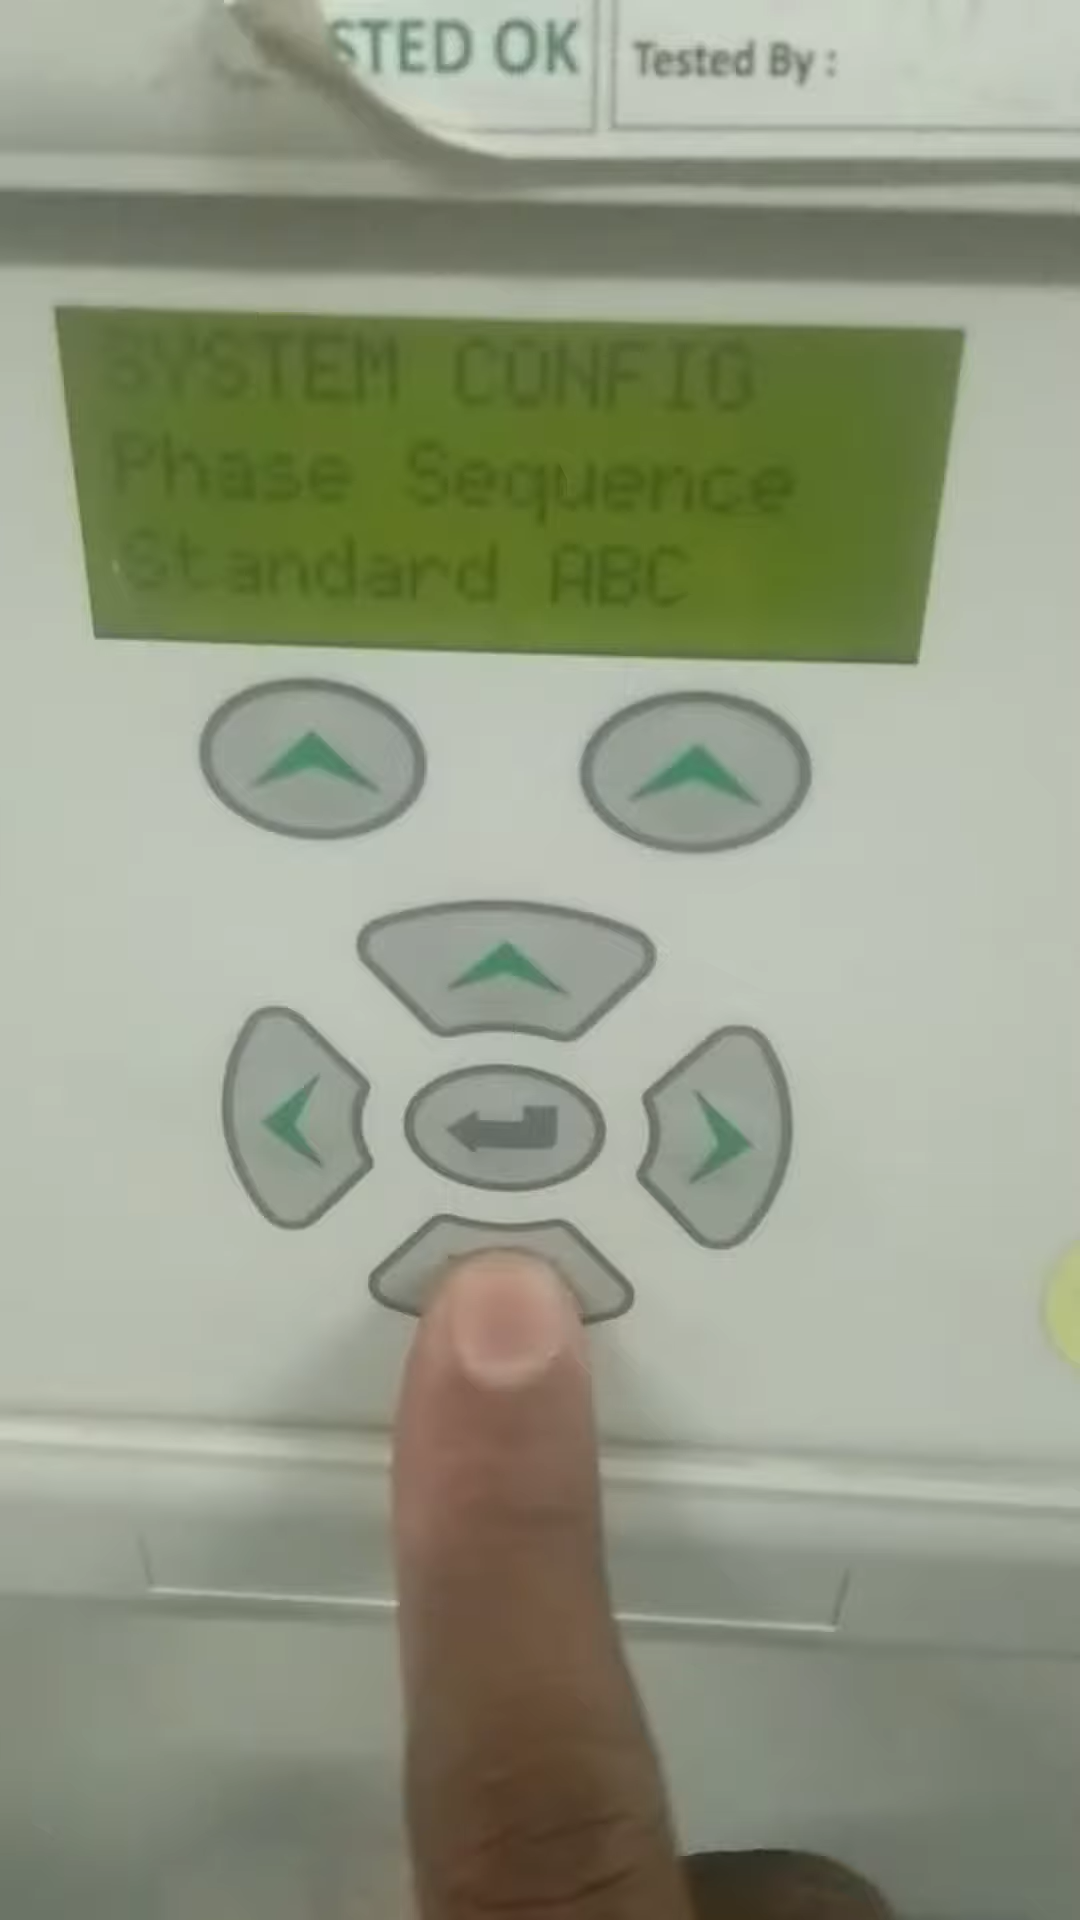 STED OK
Tested By :
SYSTEM CONFIG
Phase Sequence
Standard ABC